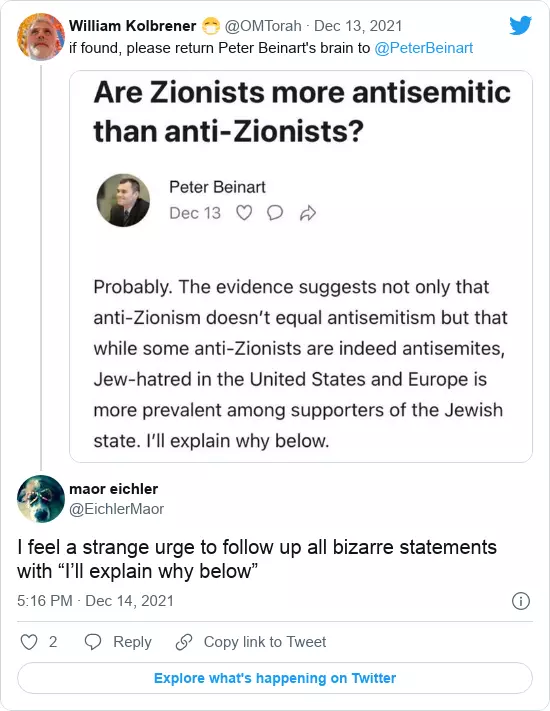 William Kolbrener 😷 @OMTorah · Dec 13, 2021
if found, please return Peter Beinart's brain to @PeterBeinart
Are Zionists more antisemitic
than anti-Zionists?
Peter Beinart
Dec 13
Probably. The evidence suggests not only that
anti-Zionism doesn’t equal antisemitism but that
while some anti-Zionists are indeed antisemites,
Jew-hatred in the United States and Europe is
more prevalent among supporters of the Jewish
state. I’ll explain why below.
maor eichler
@EichlerMaor
I feel a strange urge to follow up all bizarre statements
with “I’ll explain why below”
5:16 PM · Dec 14, 2021
2 Reply Copy link to Tweet
Explore what's happening on Twitter